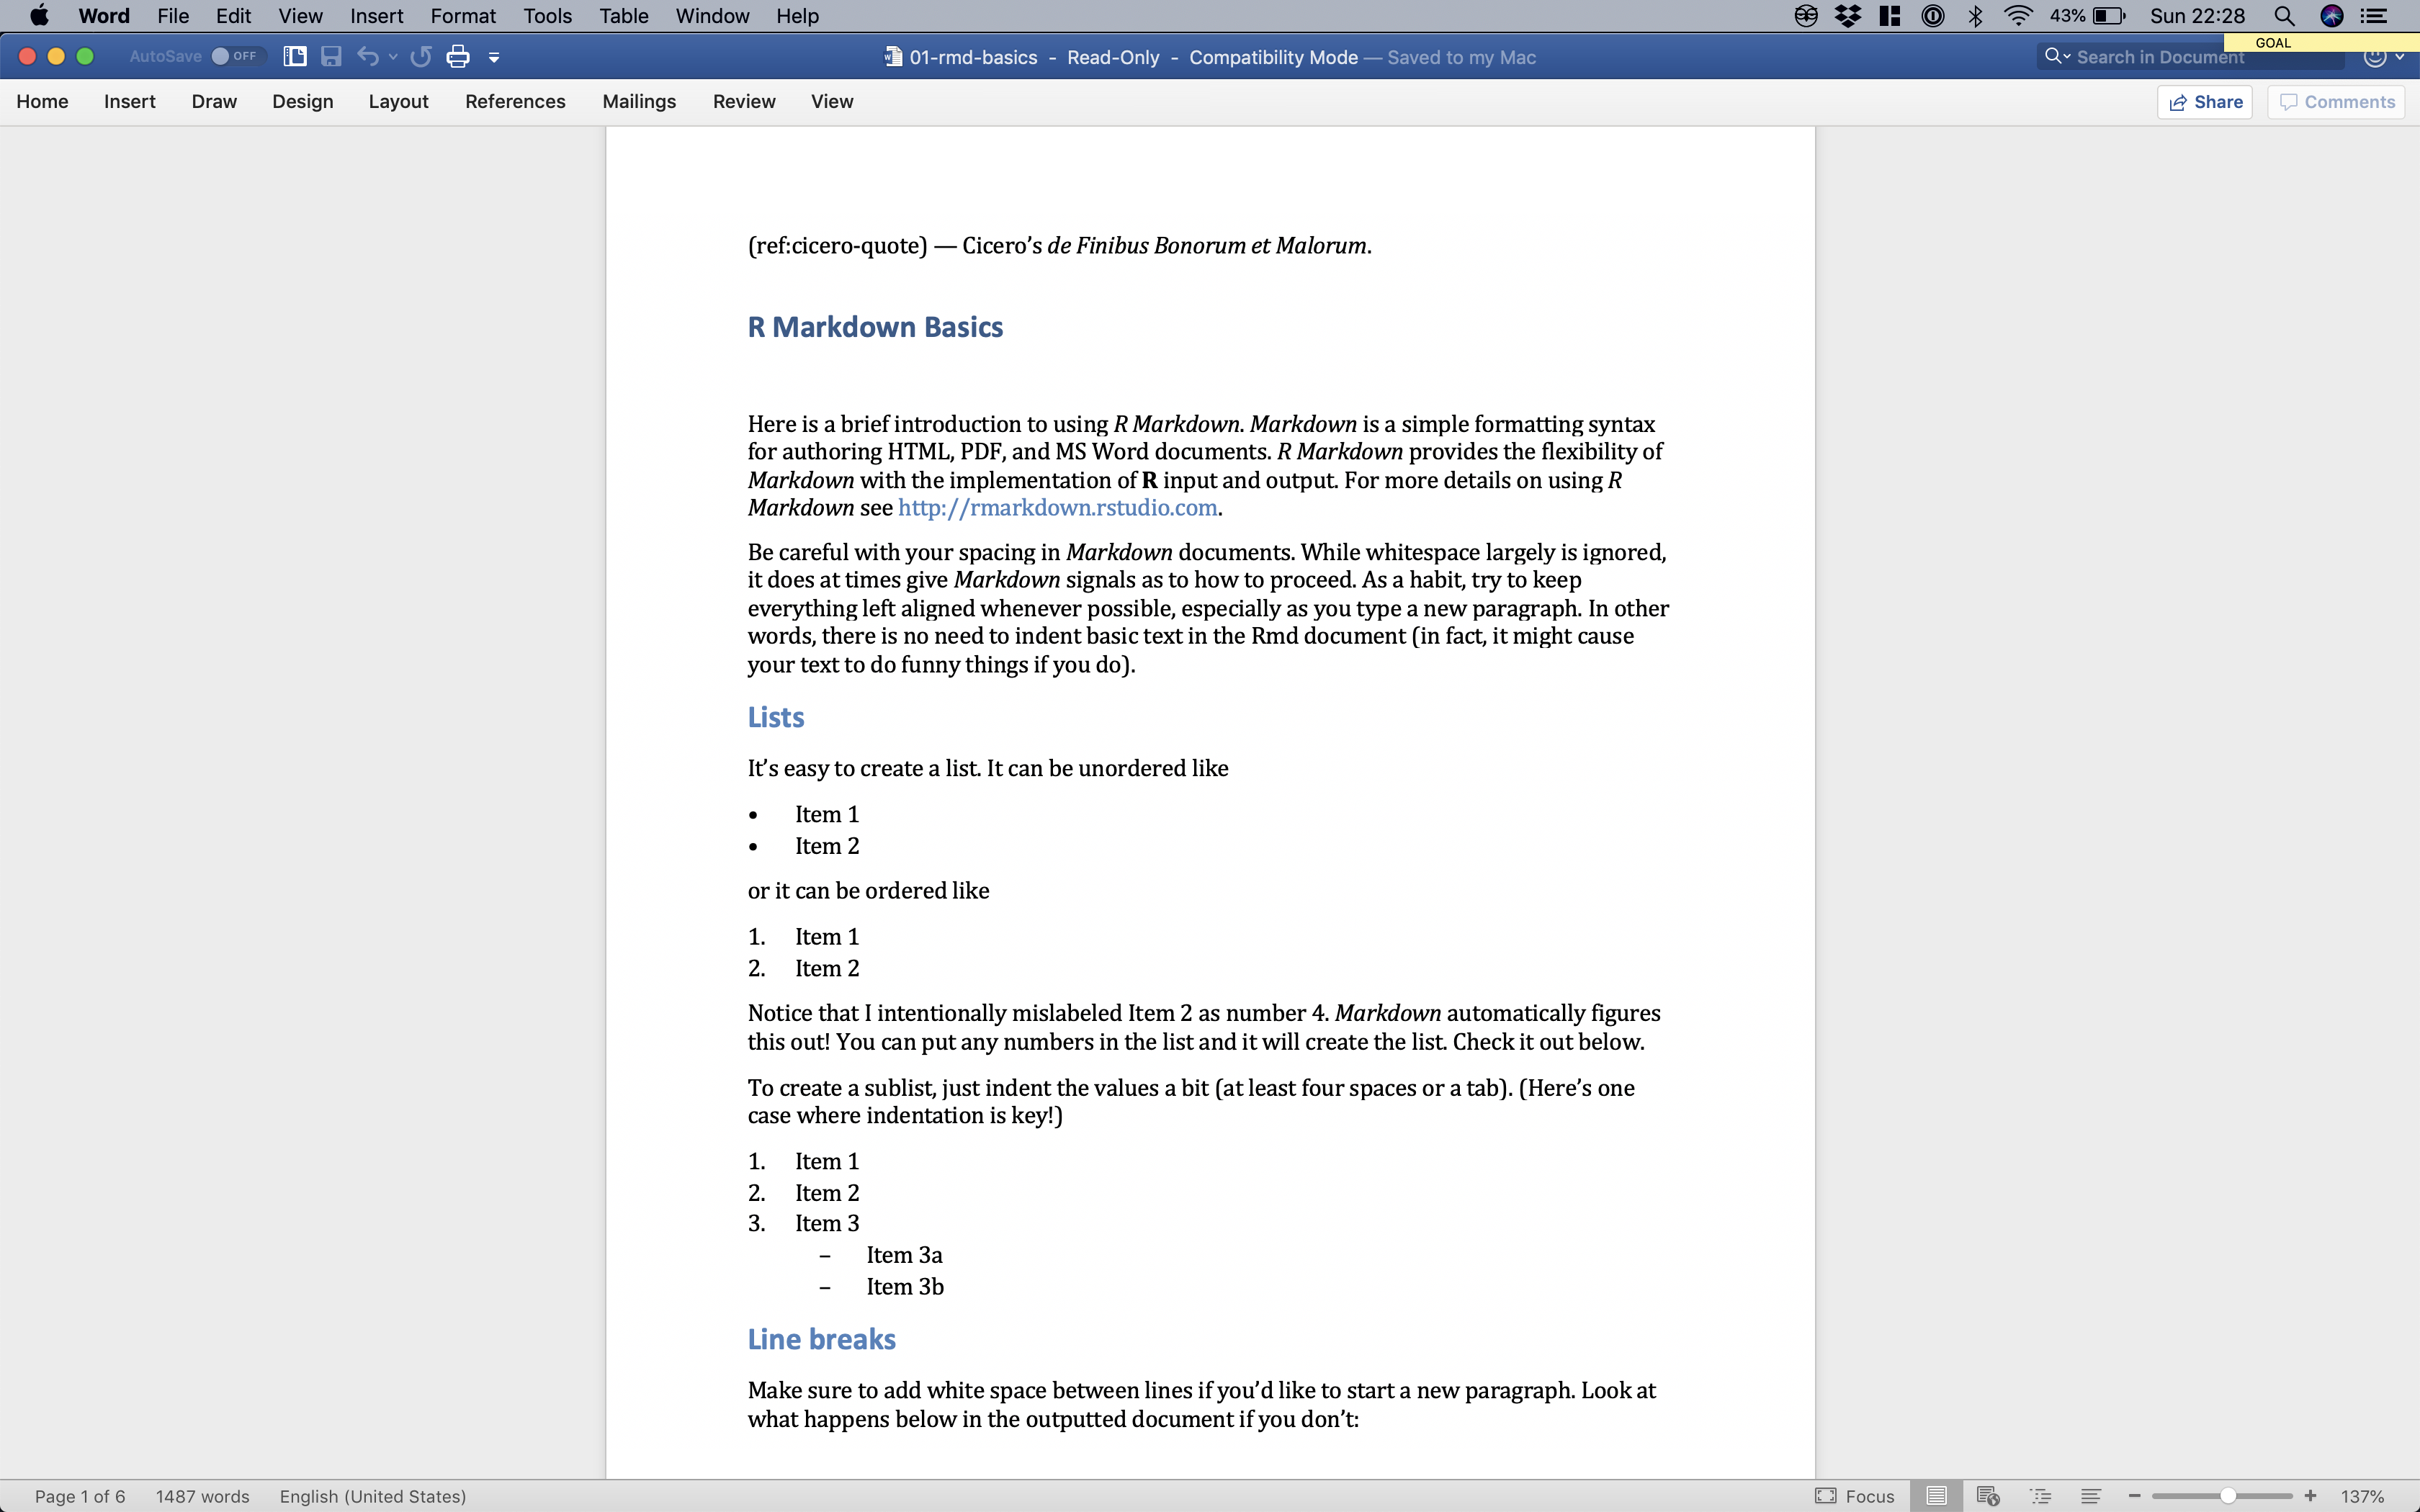 Word File Edit View Insert Format Tools Table Window Help 43% Sun 22:28
GOAL
AutoSave OFF 01-rmd-basics - Read-Only - Compatibility Mode — Saved to my Mac Search in Document
Home Insert Draw Design Layout References Mailings Review View Share Comments
(ref:cicero-quote) — Cicero’s de Finibus Bonorum et Malorum.
R Markdown Basics
Here is a brief introduction to using R Markdown. Markdown is a simple formatting syntax
for authoring HTML, PDF, and MS Word documents. R Markdown provides the flexibility of
Markdown with the implementation of R input and output. For more details on using R
Markdown see http://rmarkdown.rstudio.com.
Be careful with your spacing in Markdown documents. While whitespace largely is ignored,
it does at times give Markdown signals as to how to proceed. As a habit, try to keep
everything left aligned whenever possible, especially as you type a new paragraph. In other
words, there is no need to indent basic text in the Rmd document (in fact, it might cause
your text to do funny things if you do).
Lists
It’s easy to create a list. It can be unordered like
• Item 1
• Item 2
or it can be ordered like
1. Item 1
2. Item 2
Notice that I intentionally mislabeled Item 2 as number 4. Markdown automatically figures
this out! You can put any numbers in the list and it will create the list. Check it out below.
To create a sublist, just indent the values a bit (at least four spaces or a tab). (Here’s one
case where indentation is key!)
1. Item 1
2. Item 2
3. Item 3
– Item 3a
– Item 3b
Line breaks
Make sure to add white space between lines if you’d like to start a new paragraph. Look at
what happens below in the outputted document if you don’t:
Page 1 of 6 1487 words English (United States) Focus 137%